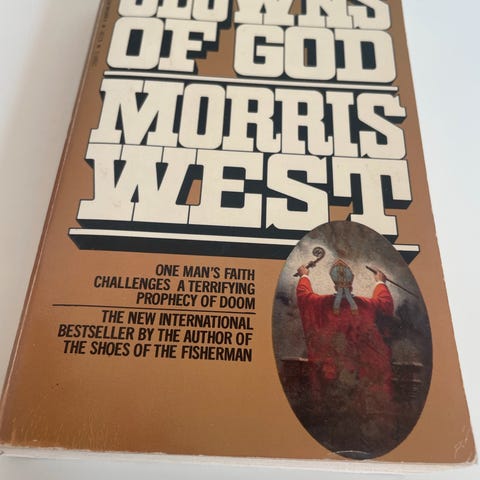 CLOWNS
OF GOD
MORRIS
WEST
ONE MAN'S FAITH
CHALLENGES A TERRIFYING
PROPHECY OF DOOM
THE NEW INTERNATIONAL
BESTSELLER BY THE AUTHOR OF
THE SHOES OF THE FISHERMAN